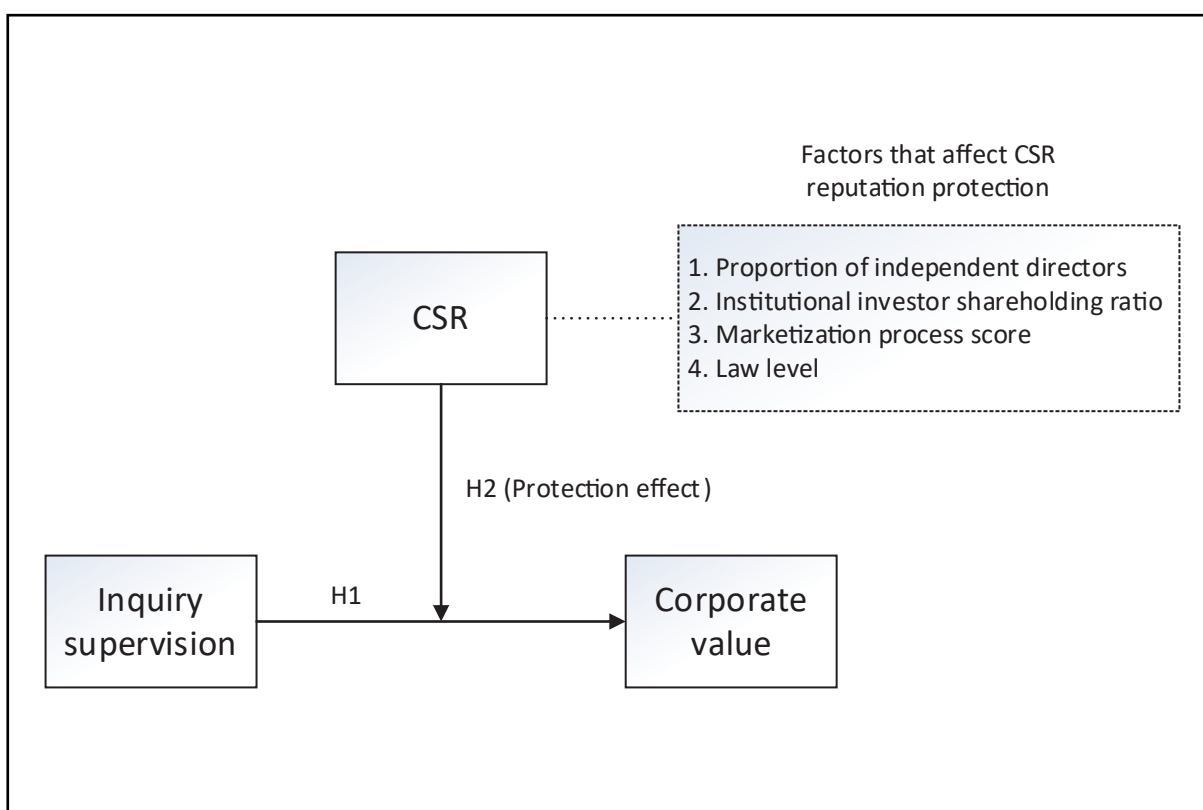 Factors that affect CSR
reputation protection
1. Proportion of independent directors
2. Institutional investor shareholding ratio
3. Marketization process score
4. Law level
CSR
H2 (Protection effect)
H1
Inquiry
supervision
Corporate
value